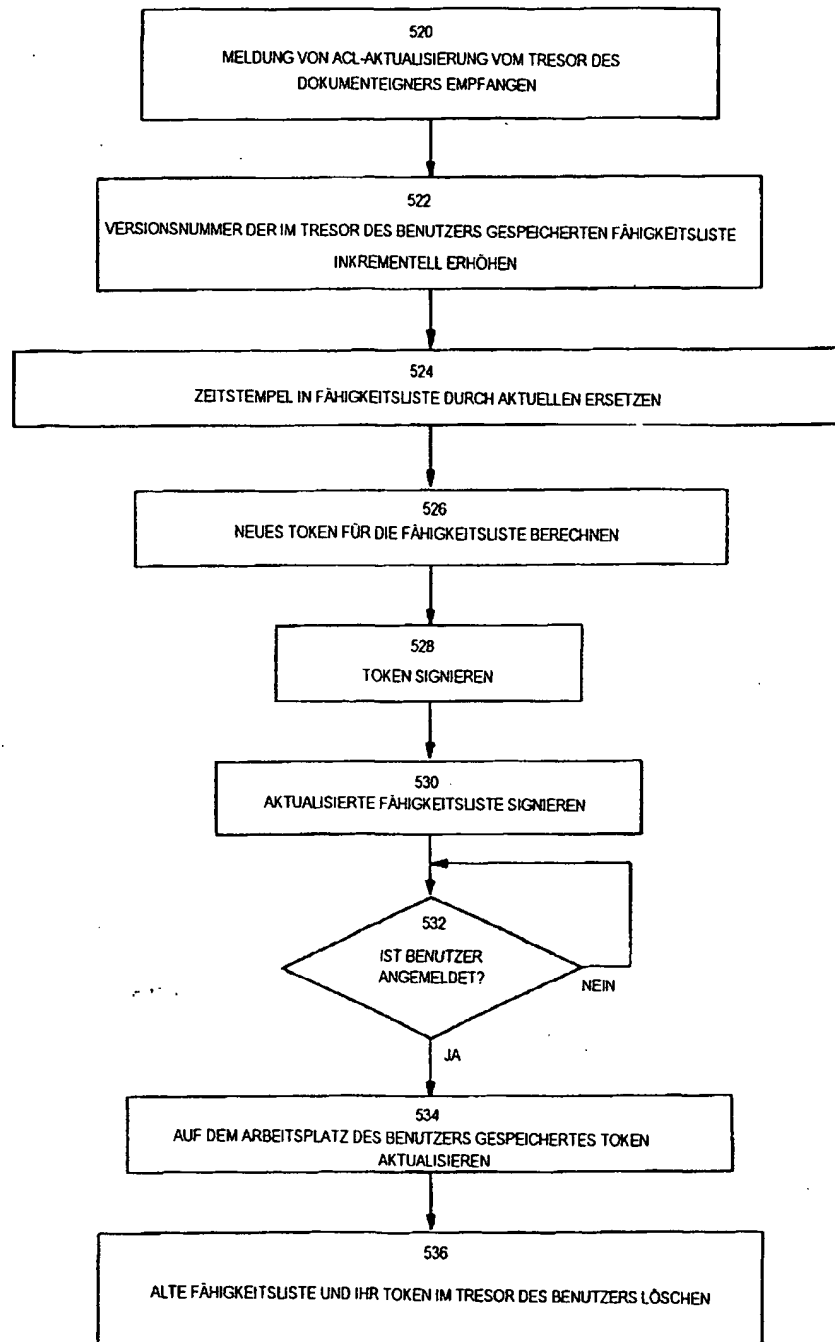 520
MELDUNG VON ACL-AKTUALISIERUNG VOM TRESOR DES
DOKUMENTEIGNERS EMPFANGEN
522
VERSIONSNUMMER DER IM TRESOR DES BENUTZERS GESPEICHERTEN FÄHIGKEITSLISTE
INKREMENTELL ERHÖHEN
524
ZEITSTEMPEL IN FÄHIGKEITSLISTE DURCH AKTUELLEN ERSETZEN
526
NEUES TOKEN FÜR DIE FÄHIGKEITSLISTE BERECHNEN
528
TOKEN SIGNIEREN
530
AKTUALISIERTE FÄHIGKEITSLISTE SIGNIEREN
532
IST BENUTZER
ANGEMELDET?
NEIN
JA
534
AUF DEM ARBEITSPLATZ DES BENUTZERS GESPEICHERTES TOKEN
AKTUALISIEREN
536
ALTE FÄHIGKEITSLISTE UND IHR TOKEN IM TRESOR DES BENUTZERS LÖSCHEN